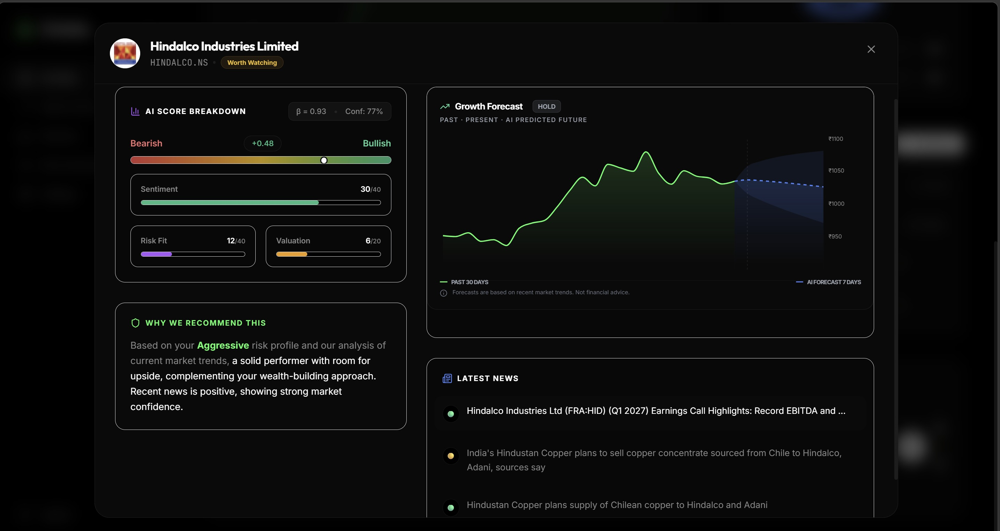 Hindalco Industries Limited
HINDALCO.NS • Worth Watching
AI SCORE BREAKDOWN
β = 0.93 • Conf: 77%
Bearish
+0.48
Bullish
Sentiment
30/40
Risk Fit
12/40
Valuation
6/20
WHY WE RECOMMEND THIS
Based on your Aggressive risk profile and our analysis of
current market trends, a solid performer with room for
upside, complementing your wealth-building approach.
Recent news is positive, showing strong market
confidence.
Growth Forecast
HOLD
PAST · PRESENT · AI PREDICTED FUTURE
₹1100
₹1050
₹1000
₹950
PAST 30 DAYS
AI FORECAST 7 DAYS
Forecasts are based on recent market trends. Not financial advice.
LATEST NEWS
Hindalco Industries Ltd (FRA:HID) (Q1 2027) Earnings Call Highlights: Record EBITDA and ...
India's Hindustan Copper plans to sell copper concentrate sourced from Chile to Hindalco,
Adani, sources say
Hindustan Copper plans supply of Chilean copper to Hindalco and Adani